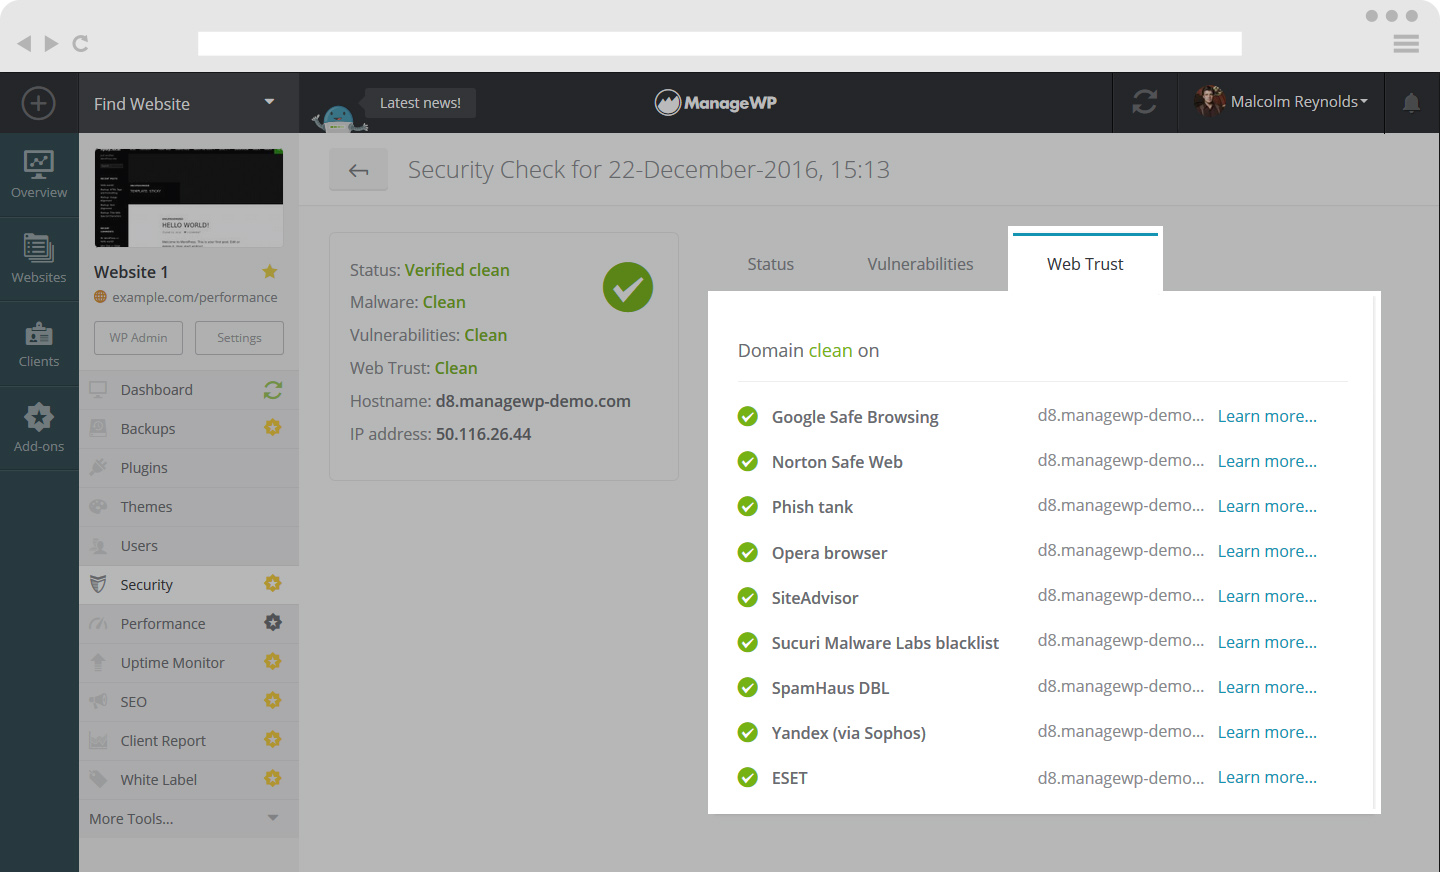 Find Website
Latest news!
ManageWP
Malcolm Reynolds
Overview
Websites
Clients
Add-ons
HELLO WORLD!
Website 1
example.com/performance
WP Admin
Settings
Dashboard
Backups
Plugins
Themes
Users
Security
Performance
Uptime Monitor
SEO
Client Report
White Label
More Tools...
Security Check for 22-December-2016, 15:13
Status: Verified clean
Malware: Clean
Vulnerabilities: Clean
Web Trust: Clean
Hostname: d8.managewp-demo.com
IP address: 50.116.26.44
Status
Vulnerabilities
Web Trust
Domain clean on
Google Safe Browsing d8.managewp-demo... Learn more...
Norton Safe Web d8.managewp-demo... Learn more...
Phish tank d8.managewp-demo... Learn more...
Opera browser d8.managewp-demo... Learn more...
SiteAdvisor d8.managewp-demo... Learn more...
Sucuri Malware Labs blacklist d8.managewp-demo... Learn more...
SpamHaus DBL d8.managewp-demo... Learn more...
Yandex (via Sophos) d8.managewp-demo... Learn more...
ESET d8.managewp-demo... Learn more...